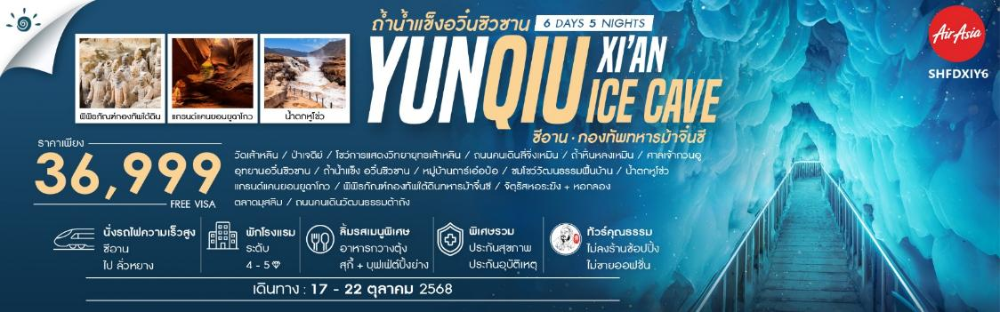 ถ้ำน้ำแข็งอวิ๋นชิวซาน 6 DAYS 5 NIGHTS
YUNQIU XI'AN ICE CAVE
ซีอาน · กองทัพทหารม้าจิ๋นซี
AirAsia
SHFDXIY6
พิพิธภัณฑ์กองทัพใต้ดิน
แกรนด์แคนยอนยูฉาโกว
น้ำตกหูโข่ว
ราคาเพียง
36,999
FREE VISA
วัดเส้าหลิน / ป่าเจดีย์ / โชว์การแสดงวิทยายุทธเส้าหลิน / ถนนคนเดินลี่จิ่งเหมิน / ถ้ำหินหลงเหมิน / ศาลเจ้ากวนอู
อุทยานอวิ๋นชิวซาน / ถ้ำน้ำแข็ง อวิ๋นชิวซาน / หมู่บ้านถาร์เอ๋อปัอ / ชมโชว์วัฒนธรรมพื้นบ้าน / น้ำตกหูโข่ว
แกรนด์แคนยอนยูฉาโกว / พิพิธภัณฑ์กองทัพใต้ดินทหารม้าจิ๋นซี / จัตุรัสหอระฆัง + หอกลอง
ตลาดมุสลิม / ถนนคนเดินวัฒนธรรมต้าถัง
นั่งรถไฟความเร็วสูง
ซีอาน
ไป ลั่วหยาง
พักโรงแรม
ระดับ
4 - 5
ลิ้มรสเมนูพิเศษ
อาหารกวางตุ้ง
สุกี้ + บุฟเฟ่ต์ปิ้งย่าง
พิเศษรวม
ประกันสุขภาพ
ประกันอุบัติเหตุ
ทัวร์คุณธรรม
ไม่ลงร้านช้อปปิ้ง
ไม่ขายออฟชั่น
เดินทาง : 17 - 22 ตุลาคม 2568